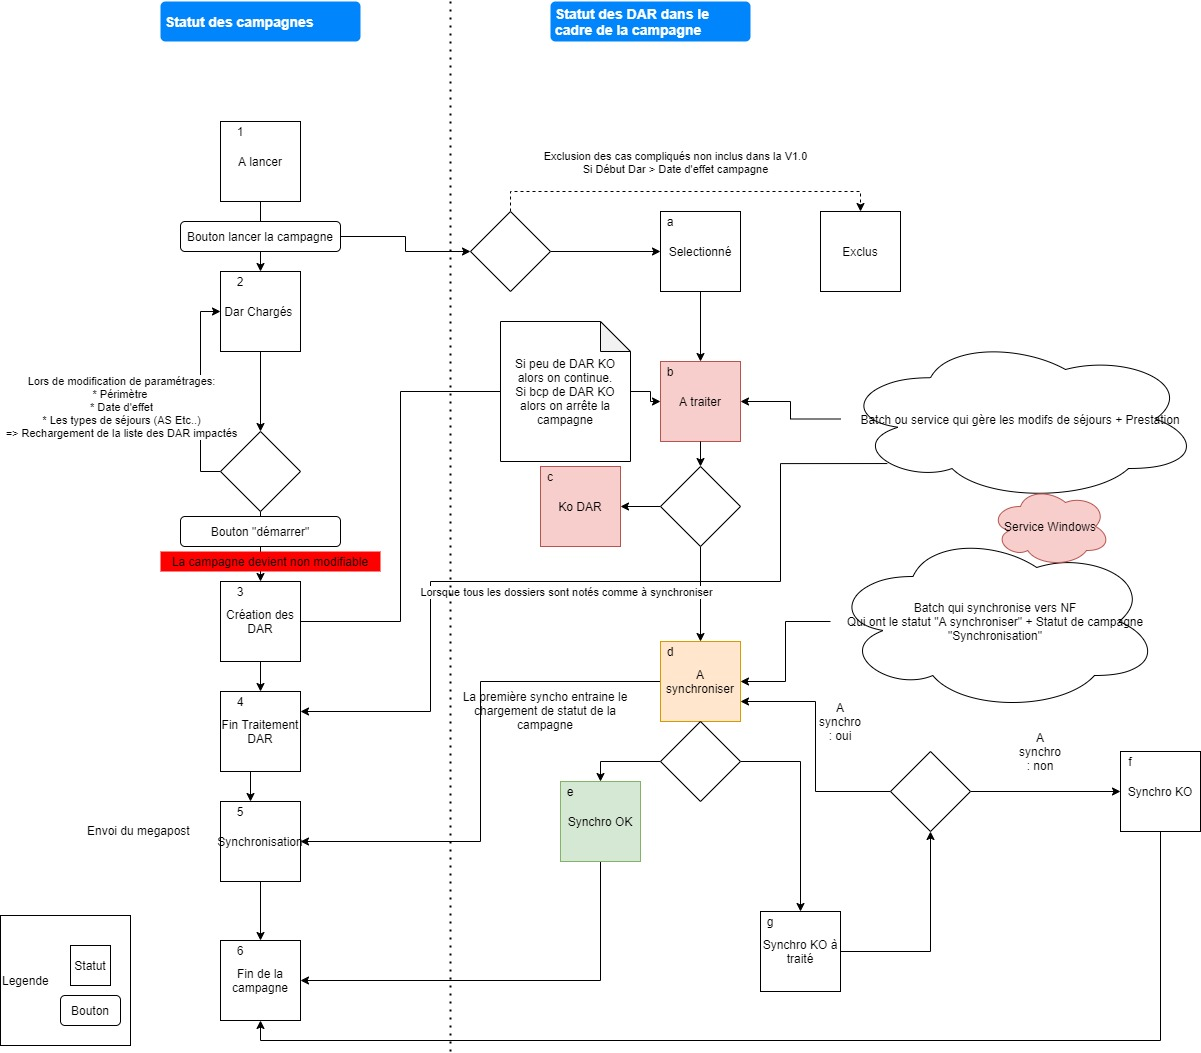 Statut des campagnes
Statut des DAR dans le
cadre de la campagne
1
A lancer
Exclusion des cas compliqués non inclus dans la V1.0
Si Début Dar > Date d'effet campagne
Bouton lancer la campagne
a
Selectionné
Exclus
2
Dar Chargés
Lors de modification de paramétrages:
* Périmètre
* Date d'effet
* Les types de séjours (AS Etc..)
=> Rechargement de la liste des DAR impactés
Si peu de DAR KO
alors on continue.
Si bcp de DAR KO
alors on arrête la
campagne
b
A traiter
Batch ou service qui gère les modifs de séjours + Prestation
c
Ko DAR
Bouton "démarrer"
La campagne devient non modifiable
Service Windows
3
Création des
DAR
Lorsque tous les dossiers sont notés comme à synchroniser
Batch qui synchronise vers NF
Qui ont le statut "A synchroniser" + Statut de campagne
"Synchronisation"
d
A
synchroniser
4
Fin Traitement
DAR
La première syncho entraine le
chargement de statut de la
campagne
A
synchro
: oui
A
synchro
: non
f
Synchro KO
e
Synchro OK
5
Synchronisation
Envoi du megapost
g
Synchro KO à
traité
6
Fin de la
campagne
Legende
Statut
Bouton